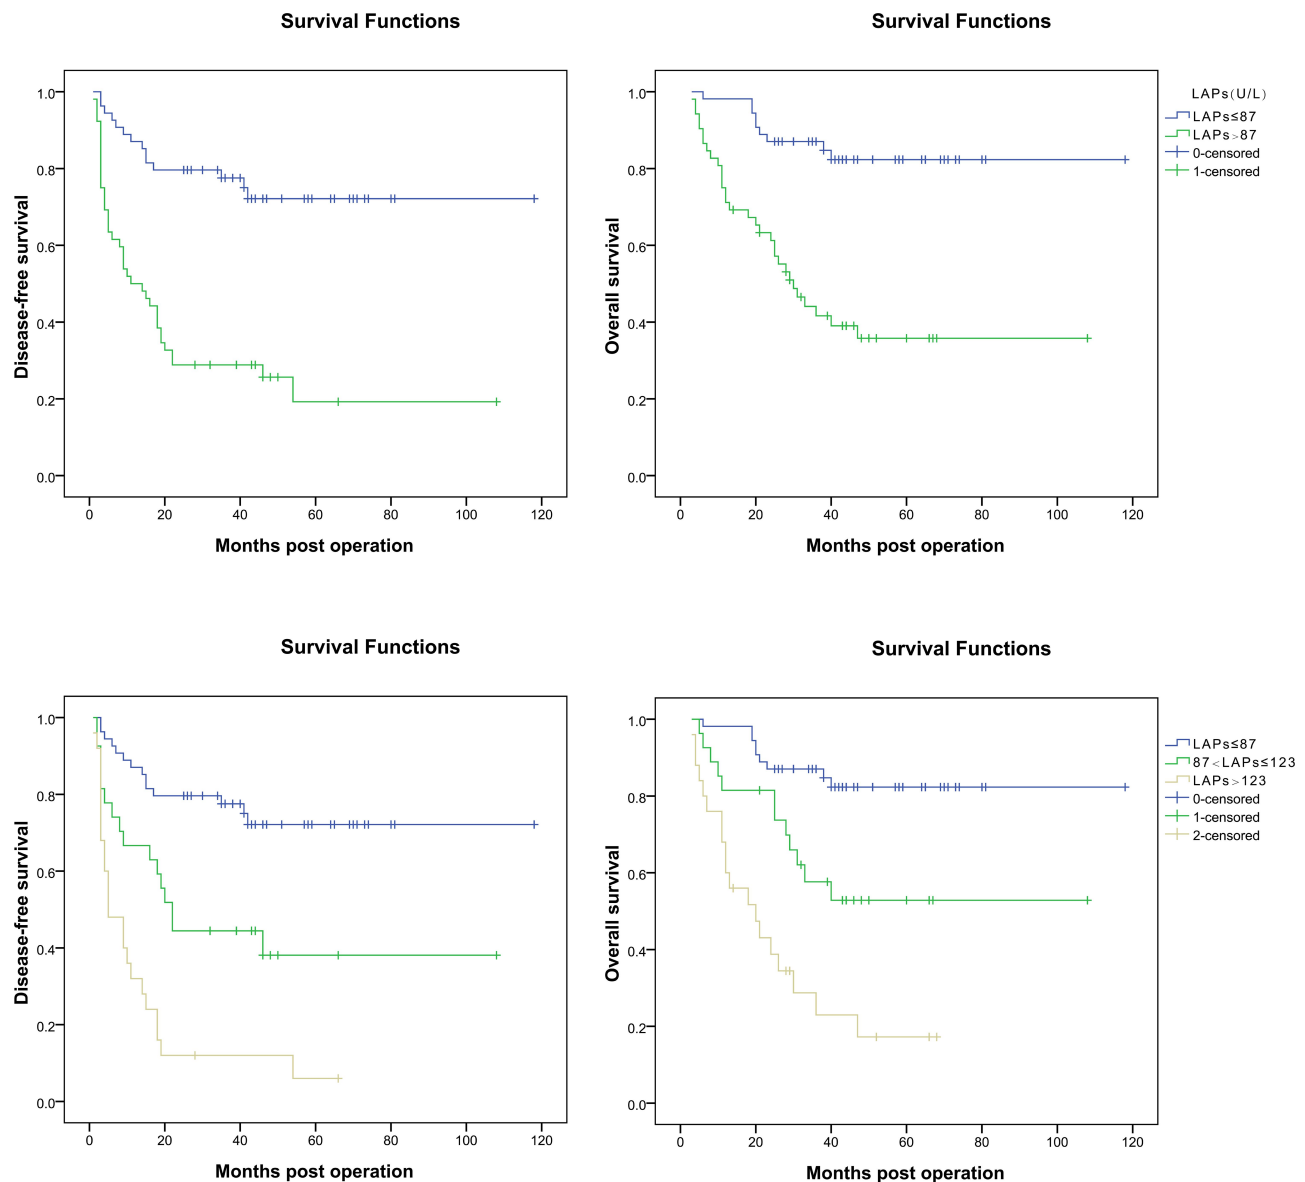 Survival Functions
Disease-free survival
1.0
0.8
0.6
0.4
0.2
0.0
0 20 40 60 80 100 120
Months post operation
Survival Functions
Overall survival
1.0
0.8
0.6
0.4
0.2
0.0
0 20 40 60 80 100 120
Months post operation
LAPs(U/L)
LAPs≤87
LAPs>87
0-censored
1-censored
Survival Functions
Disease-free survival
1.0
0.8
0.6
0.4
0.2
0.0
0 20 40 60 80 100 120
Months post operation
Survival Functions
Overall survival
1.0
0.8
0.6
0.4
0.2
0.0
0 20 40 60 80 100 120
Months post operation
LAPs≤87
87<LAPs≤123
LAPs>123
0-censored
1-censored
2-censored